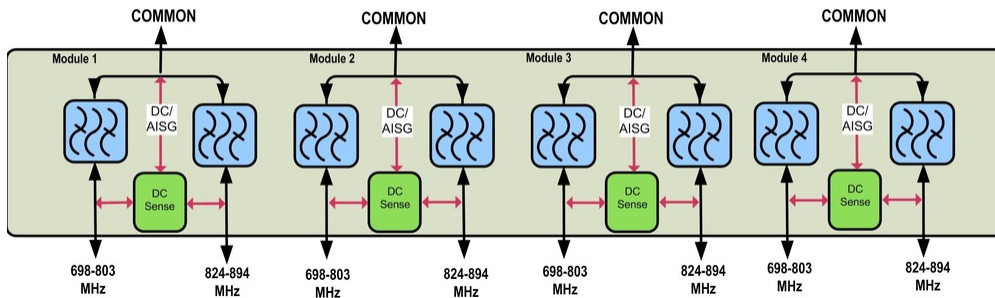 COMMON
COMMON
COMMON
COMMON
Module 1
Module 2
Module 3
Module 4
DC/
AISG
DC/
AISG
DC/
AISG
DC/
AISG
DC
Sense
DC
Sense
DC
Sense
DC
Sense
698-803
MHz
824-894
MHz
698-803
MHz
824-894
MHz
698-803
MHz
824-894
MHz
698-803
MHz
824-894
MHz